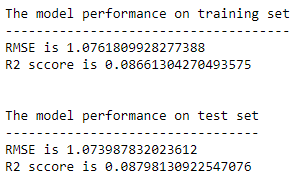 The model performance on training set
-------------------------------------
RMSE is 1.0761809928277388
R2 sccore is 0.08661304270493575
The model performance on test set
---------------------------------
RMSE is 1.073987832023612
R2 sccore is 0.08798130922547076